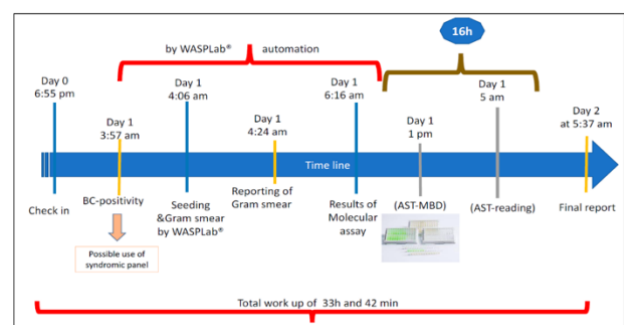 by WASPLab® automation
16h
Day 0
6:55 pm
Day 1
3:57 am
Day 1
4:06 am
Day 1
4:24 am
Day 1
6:16 am
Day 1
1 pm
Day 1
5 am
Day 2
at 5:37 am
Time line
Check in
BC-positivity
Seeding
&Gram smear
by WASPLab®
Reporting of
Gram smear
Results of
Molecular
assay
(AST-MBD)
(AST-reading)
Final report
Possible use of
syndromic panel
Total work up of 33h and 42 min